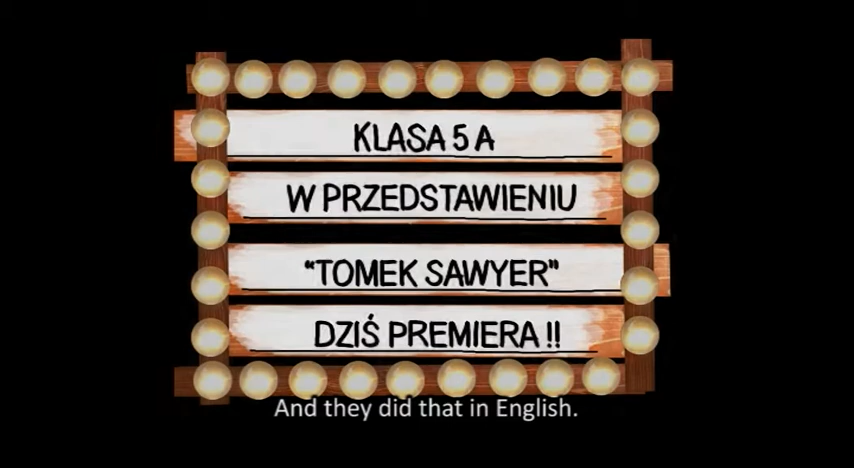 KLASA 5 A
W PRZEDSTAWIENIU
"TOMEK SAWYER"
DZIŚ PREMIERA !!
And they did that in English.